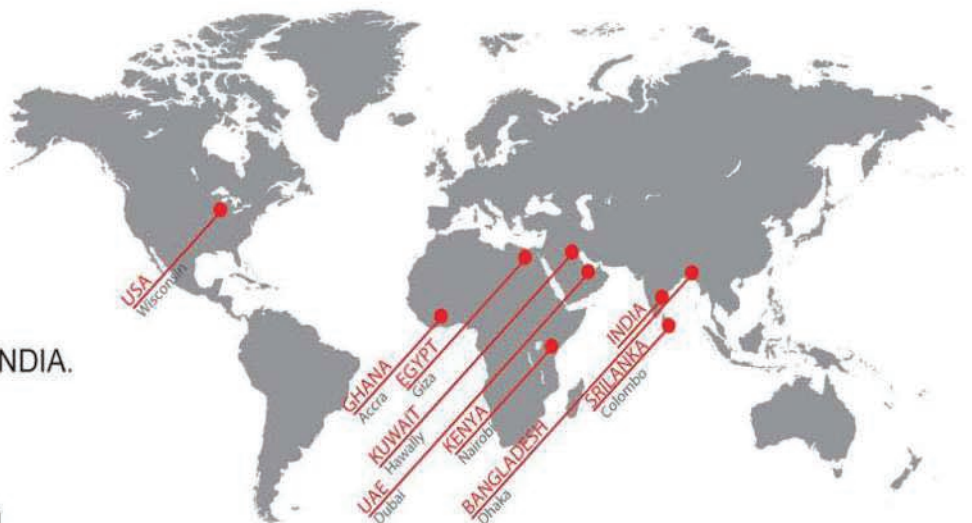 USA
Wisconsin
NDIA.
GHANA
Accra
EGYPT
Giza
KUWAIT
Hawally
UAE
Dubai
KENYA
Nairobi
BANGLADESH
Dhaka
INDIA
SRILANKA
Colombo